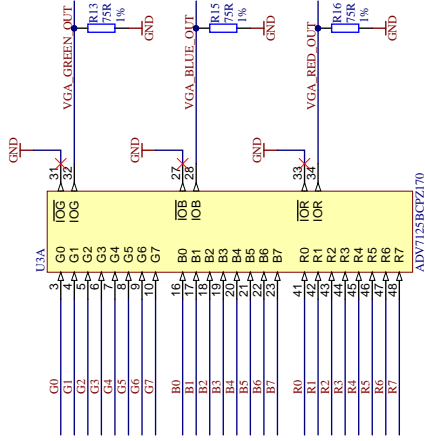 U3A
GND
G0 3 G0 IOG 31
G1 4 G1 IOG 32 VGA_GREEN_OUT
G2 5 G2
R13
75R
1%
GND
G3 6 G3
G4 7 G4
G5 8 G5
G6 9 G6
G7 10 G7
GND
B0 16 B0 IOB 27
B1 17 B1 IOB 28 VGA_BLUE_OUT
B2 18 B2
R15
75R
1%
GND
B3 19 B3
B4 20 B4
B5 21 B5
B6 22 B6
B7 23 B7
GND
R0 41 R0 IOR 33
R1 42 R1 IOR 34 VGA_RED_OUT
R2 43 R2
R16
75R
1%
GND
R3 44 R3
R4 45 R4
R5 46 R5
R6 47 R6
R7 48 R7
ADV7125BCPZ170